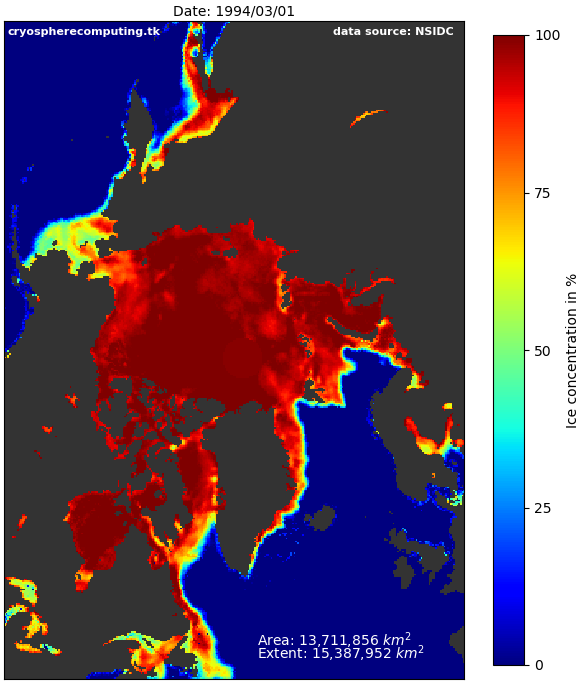 Date: 1994/03/01
cryospherecomputing.tk
data source: NSIDC
100
75
50
25
0
Ice concentration in %
Area: 13,711,856 km²
Extent: 15,387,952 km²